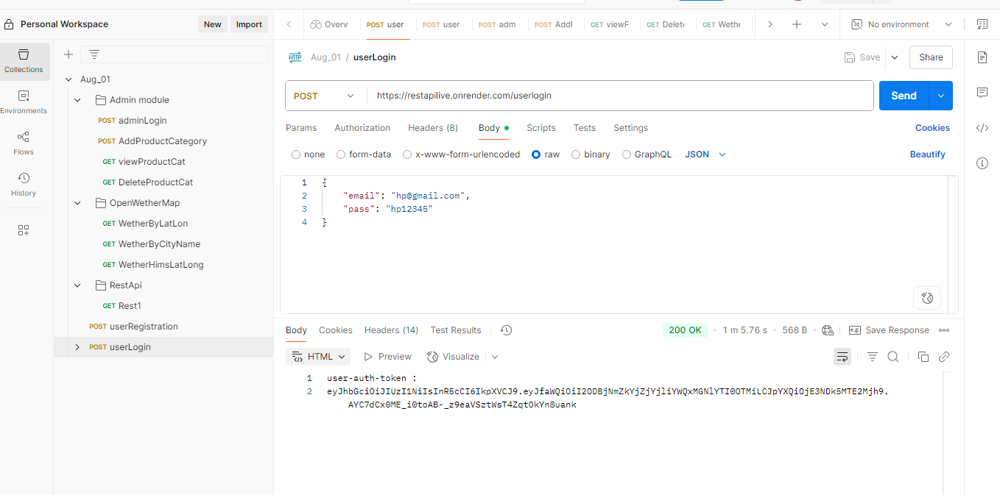 Personal Workspace
New
Import
Overvi
POST user
POST user
POST adm
POST AddI
GET viewF
GET Delete
GET Wethe
No environment
Collections
Environments
Flows
History
Aug_01
Admin module
POST adminLogin
POST AddProductCategory
GET viewProductCat
GET DeleteProductCat
OpenWetherMap
GET WetherByLatLon
GET WetherByCityName
GET WetherHimsLatLong
RestApi
GET Rest1
POST userRegistration
POST userLogin
HTTP Aug_01 / userLogin
Save
Share
POST
https://restapilive.onrender.com/userlogin
Send
Params Authorization Headers (8) Body Scripts Tests Settings
Cookies
none form-data x-www-form-urlencoded raw binary GraphQL JSON
Beautify
1 {
2 "email": "hp@gmail.com",
3 "pass": "hp12345"
4 }
Body Cookies Headers (14) Test Results
200 OK 1 m 5.76 s 568 B
e.g. Save Response
HTML Preview Visualize
1 user-auth-token :
2 eyJhbGciOiJIUzI1NiIsInR5cCI6IkpXVCJ9.eyJfaWQiOiI2ODBjNmZkYjZjYjliYWQxMGNlYTI0OTMiLCJpYXQiOjE3NDk5MTE2Mjh9.
AYC7dCx0ME_i0toAB-_z9eaVSztWsT4ZqtOkYn8uank